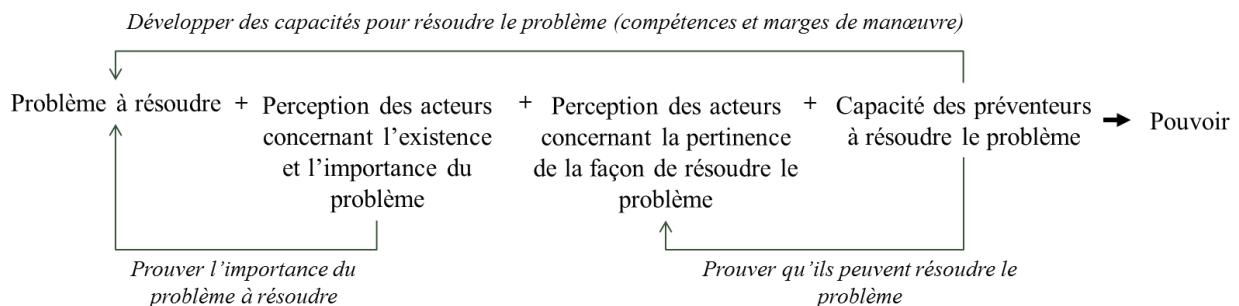 Développer des capacités pour résoudre le problème (compétences et marges de manœuvre)
Problème à résoudre + Perception des acteurs concernant l'existence et l'importance du problème + Perception des acteurs concernant la pertinence de la façon de résoudre le problème + Capacité des préventeurs à résoudre le problème → Pouvoir
Prouver l'importance du
problème à résoudre
Prouver qu'ils peuvent résoudre le
problème